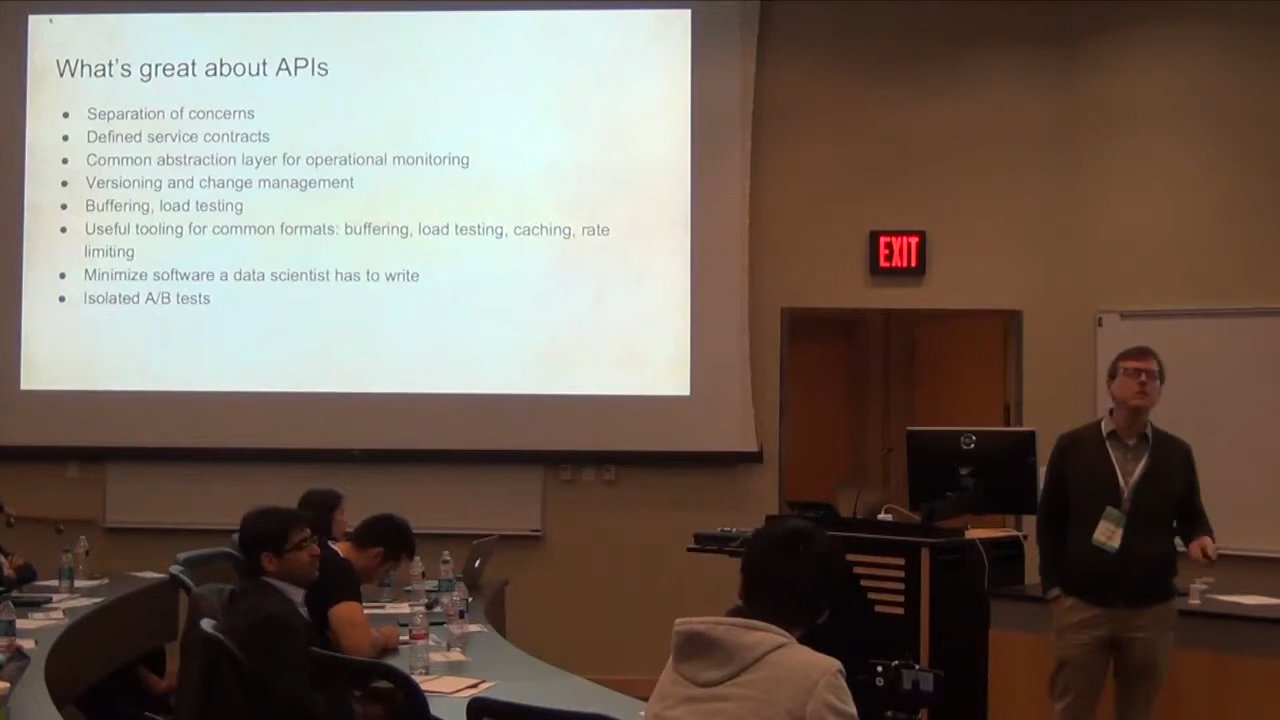 What's great about APIs
● Separation of concerns
● Defined service contracts
● Common abstraction layer for operational monitoring
● Versioning and change management
● Buffering, load testing
● Useful tooling for common formats: buffering, load testing, caching, rate
limiting
● Minimize software a data scientist has to write
● Isolated A/B tests
EXIT